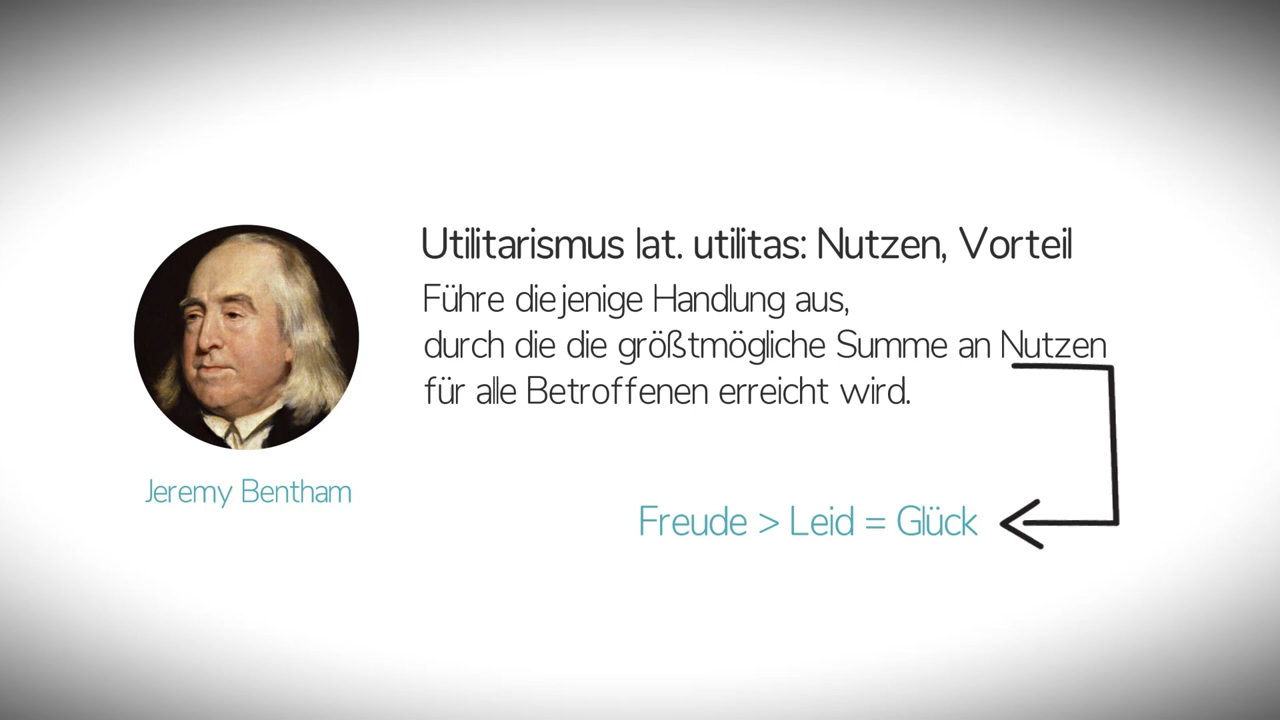 Utilitarismus lat. utilitas: Nutzen, Vorteil
Führe diejenige Handlung aus,
durch die die größtmögliche Summe an Nutzen
für alle Betroffenen erreicht wird.
Jeremy Bentham
Freude > Leid = Glück